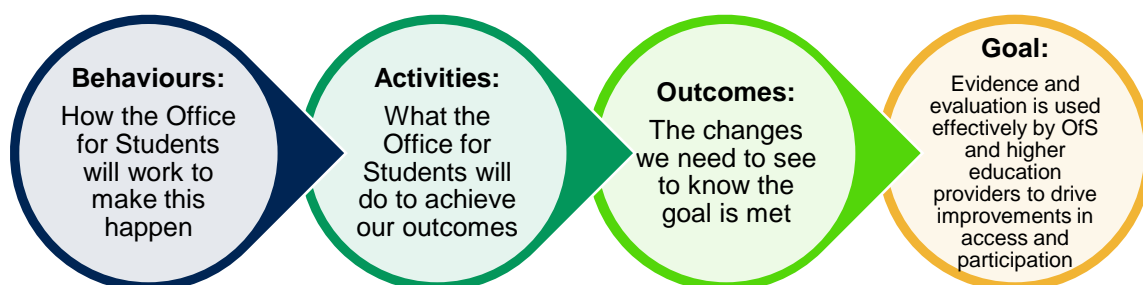 Behaviours:
How the Office
for Students
will work to
make this
happen
Activities:
What the
Office for
Students will
do to achieve
our outcomes
Outcomes:
The changes
we need to see
to know the
goal is met
Goal:
Evidence and
evaluation is used
effectively by OfS
and higher
education
providers to drive
improvements in
access and
participation